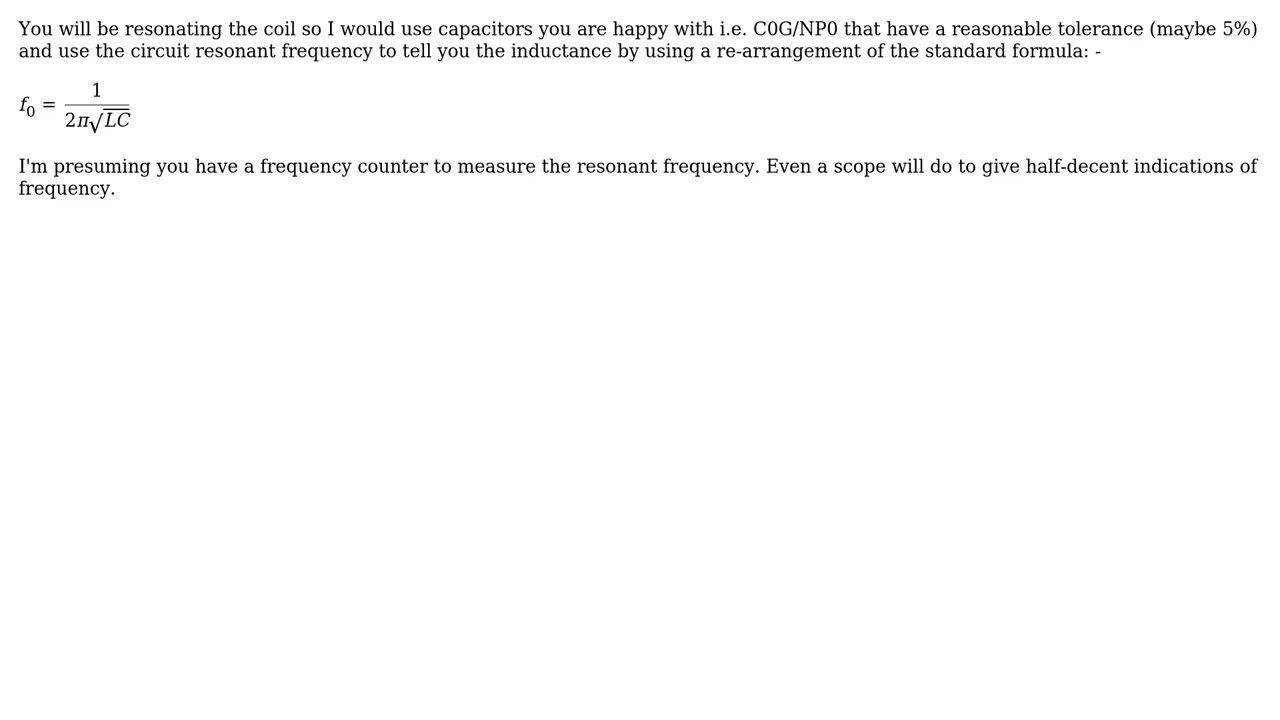 You will be resonating the coil so I would use capacitors you are happy with i.e. C0G/NP0 that have a reasonable tolerance (maybe 5%)
and use the circuit resonant frequency to tell you the inductance by using a re-arrangement of the standard formula: -
f₀ = 1 / 2π√LC
I'm presuming you have a frequency counter to measure the resonant frequency. Even a scope will do to give half-decent indications of
frequency.